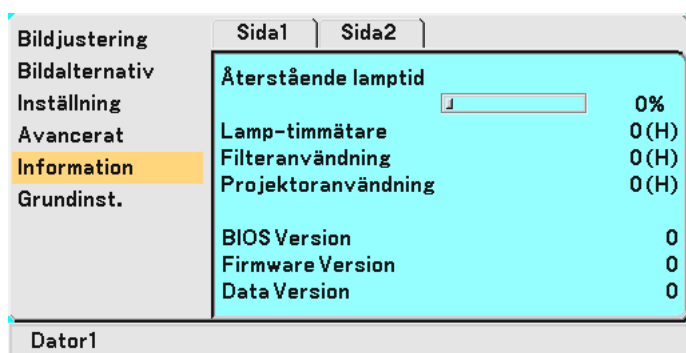 Bildjustering
Bildalternativ
Inställning
Avancerat
Information
Grundinst.
Sida1 Sida2
Återstående lamptid
0%
Lamp-timmätare 0(H)
Filteranvändning 0(H)
Projektoranvändning 0(H)
BIOS Version 0
Firmware Version 0
Data Version 0
Dator1